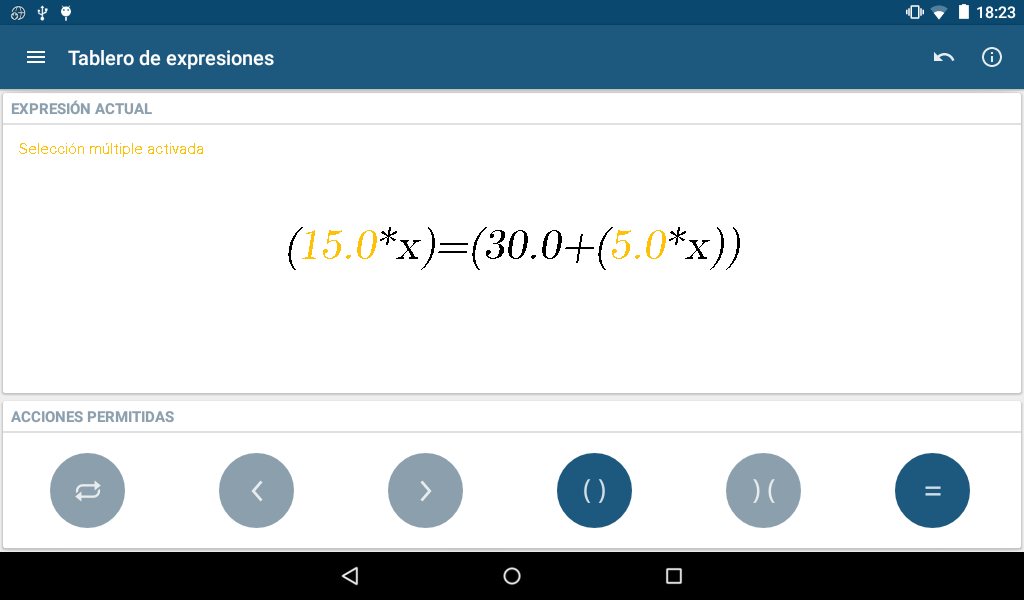 18:23
Tablero de expresiones
EXPRESIÓN ACTUAL
Selección múltiple activada
(15.0*x)=(30.0+(5.0*x))
ACCIONES PERMITIDAS
< > ( ) ) ( =